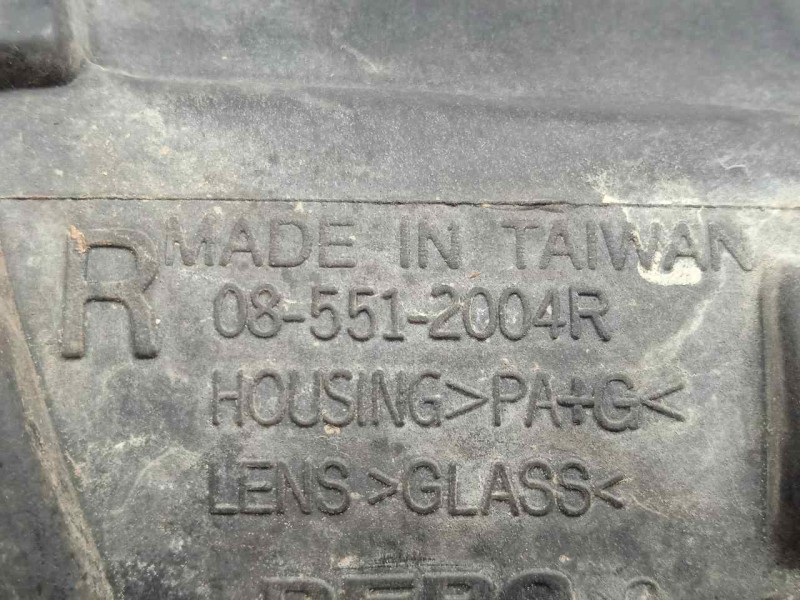 R MADE IN TAIWAN
08-551-2004R
HOUSING>PA+G<
LENS>GLASS<